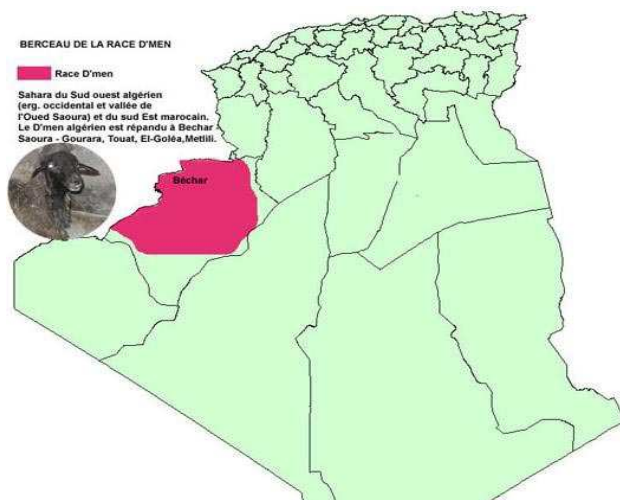 BERCEAU DE LA RACE D'MEN
Race D'men
Sahara du Sud ouest algérien
(erg. occidental et vallée de
l'Oued Saoura) et du sud Est marocain.
Le D'men algérien est répandu à Bechar
Saoura - Gourara, Touat, El-Goléa,Metlili.
Béchar